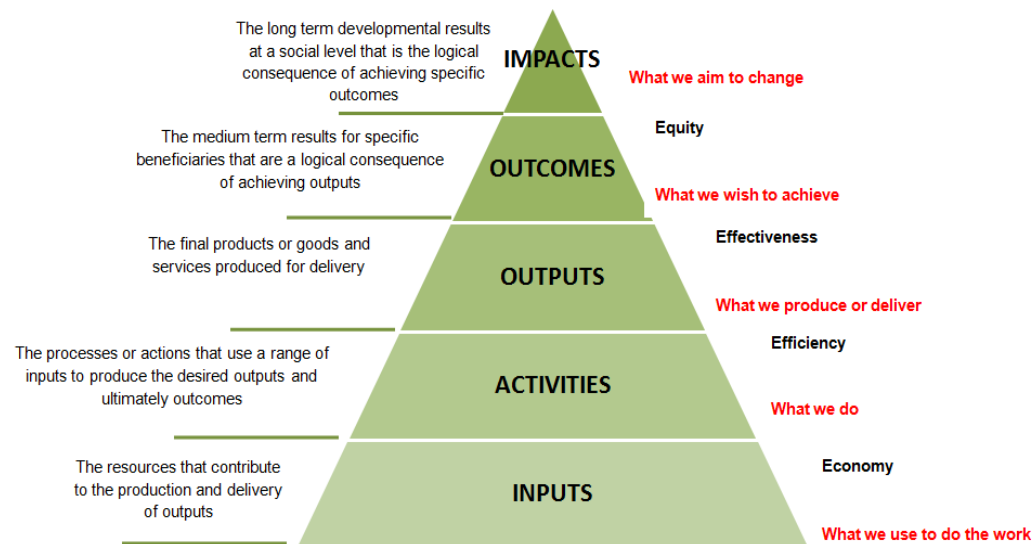 The long term developmental results
at a social level that is the logical
consequence of achieving specific
outcomes
IMPACTS
What we aim to change
The medium term results for specific
beneficiaries that are a logical consequence
of achieving outputs
Equity
OUTCOMES
What we wish to achieve
The final products or goods and
services produced for delivery
Effectiveness
OUTPUTS
What we produce or deliver
The processes or actions that use a range of
inputs to produce the desired outputs and
ultimately outcomes
Efficiency
ACTIVITIES
What we do
The resources that contribute
to the production and delivery
of outputs
Economy
INPUTS
What we use to do the work